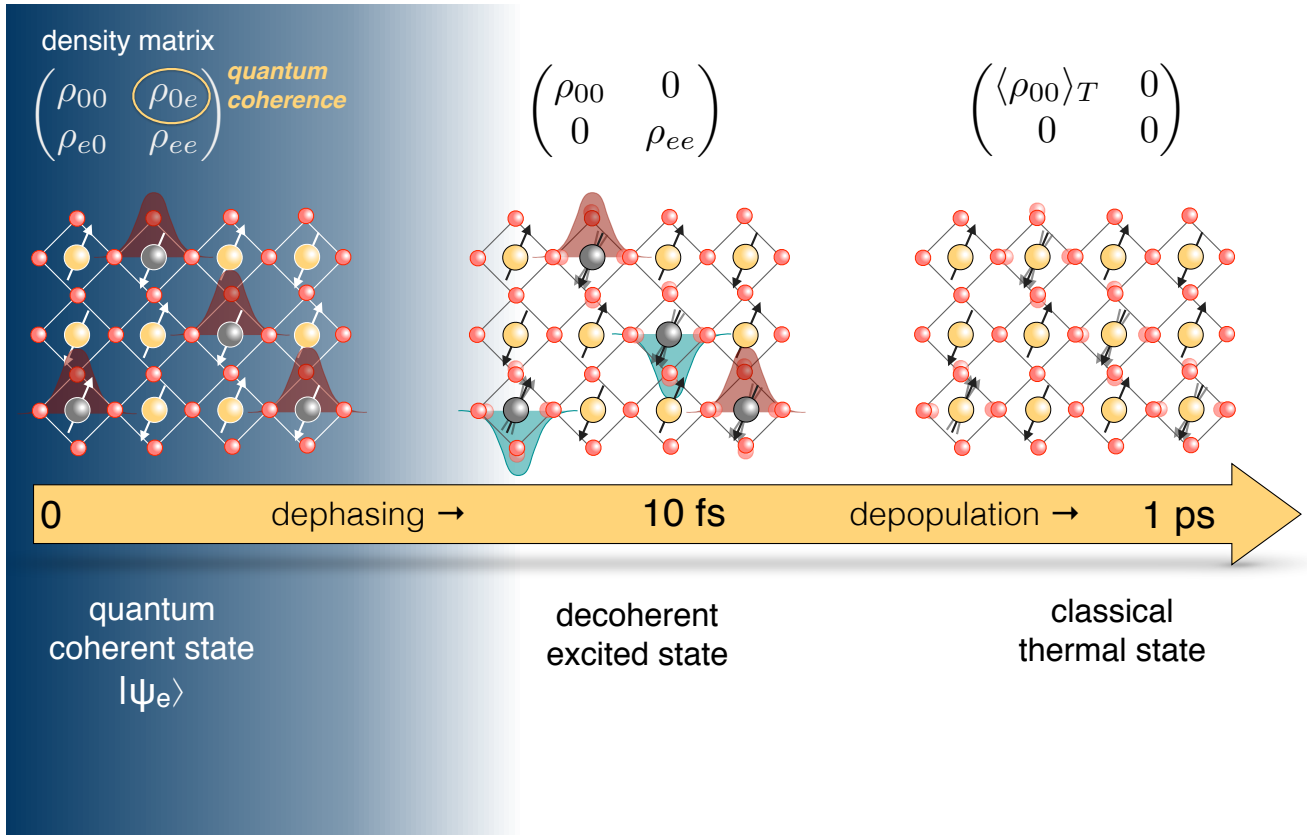 density matrix
( ρ₀₀ ρ₀ₑ ) quantum
( ρₑ₀ ρₑₑ ) coherence
( ρ₀₀ 0 )
( 0 ρₑₑ )
( ⟨ρ₀₀⟩T 0 )
( 0 0 )
0 dephasing → 10 fs depopulation → 1 ps
quantum
coherent state
|ψₑ⟩
decoherent
excited state
classical
thermal state